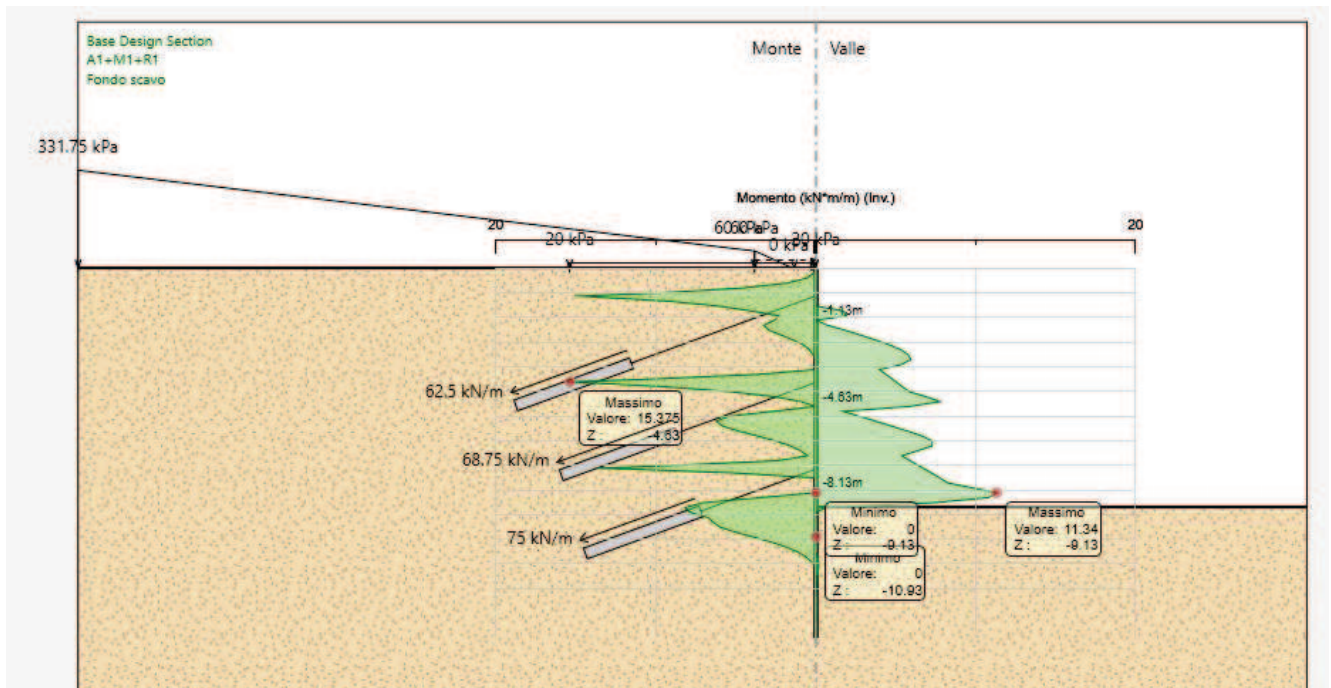 Base Design Section
A1+M1+R1
Fondo scavo
Monte
Valle
331.75 kPa
Momento (kN*m/m) (Inv.)
20
20
20 kPa
0 kPa
-1.13m
-4.63m
-8.13m
62.5 kN/m
68.75 kN/m
75 kN/m
Massimo
Valore: 15.375
Z : -4.63
Minimo
Valore: 0
Z : -9.13
Massimo
Valore: 11.34
Z : -9.13
Minimo
Valore: 0
Z : -10.93